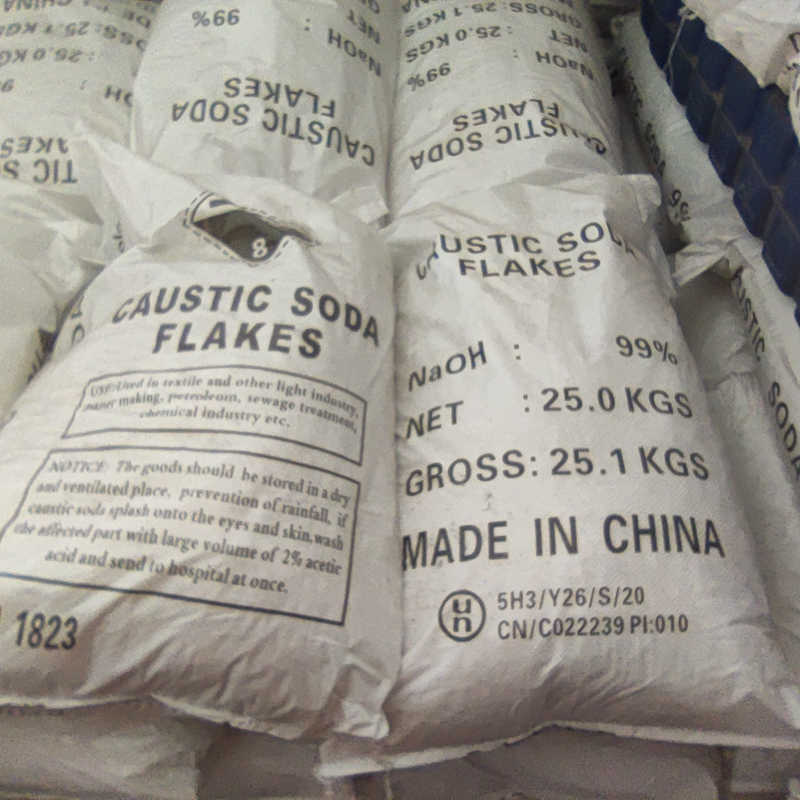 99%
NET
NaOH :
CAUSTIC SODA
FLAKES
GROSS: 25.1 KGS
NET : 25.0 KGS
NaOH : 99%
CAUSTIC SODA
FLAKES
8
CAUSTIC SODA
FLAKES
USE: Used in textile and other light industry,
paper making, petroleum, sewage treatment,
chemical industry etc.
NOTICE: The goods should be stored in a dry
and ventilated place, prevention of rainfall, if
caustic soda splash onto the eyes and skin, wash
the affected part with large volume of 2% acetic
acid and send to hospital at once.
1823
CAUSTIC SODA
FLAKES
NaOH : 99%
NET : 25.0 KGS
GROSS: 25.1 KGS
MADE IN CHINA
un
5H3/Y26/S/20
CN/C022239 PI:010